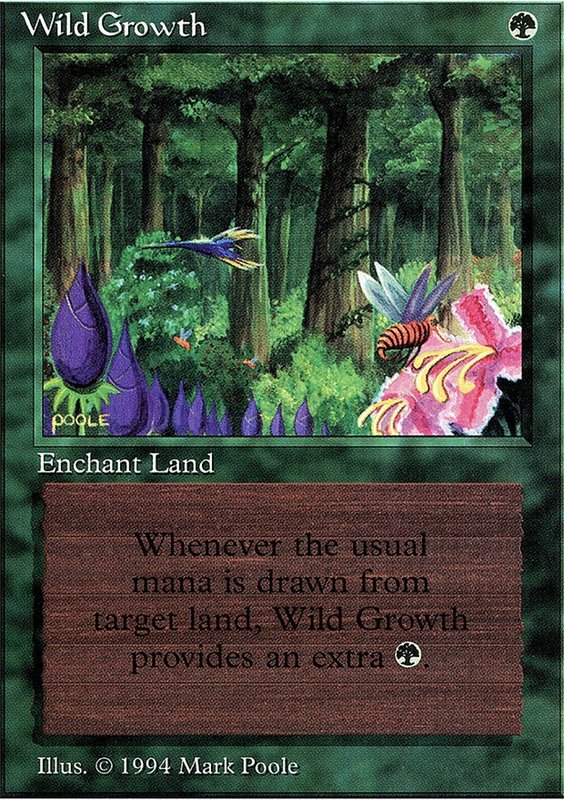 Wild Growth
POOLE
Enchant Land
Whenever the usual
mana is drawn from
target land, Wild Growth
provides an extra .
Illus. © 1994 Mark Poole